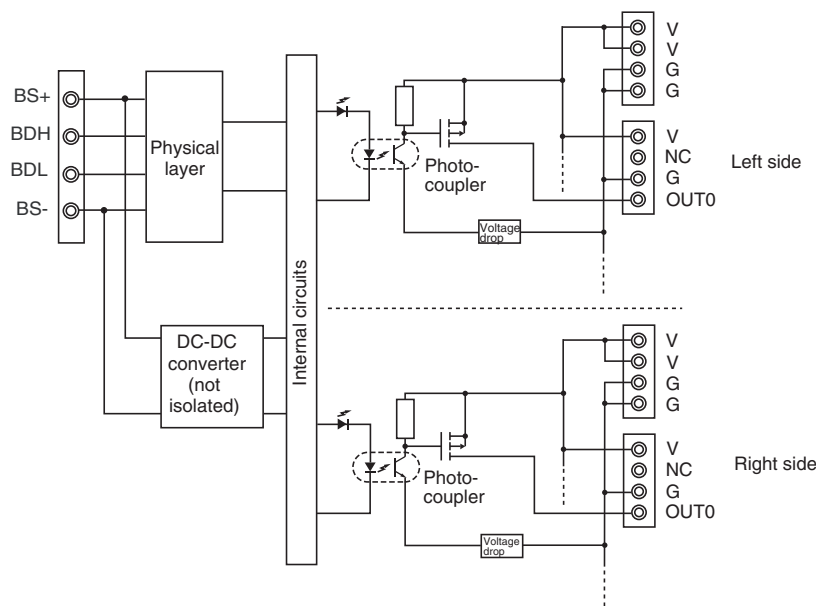 BS+
BDH
BDL
BS-
Physical
layer
DC-DC
converter
(not
isolated)
Internal circuits
Photo-
coupler
Voltage
drop
V
V
G
G
V
NC
G
OUT0
Left side
Photo-
coupler
Voltage
drop
V
V
G
G
V
NC
G
OUT0
Right side